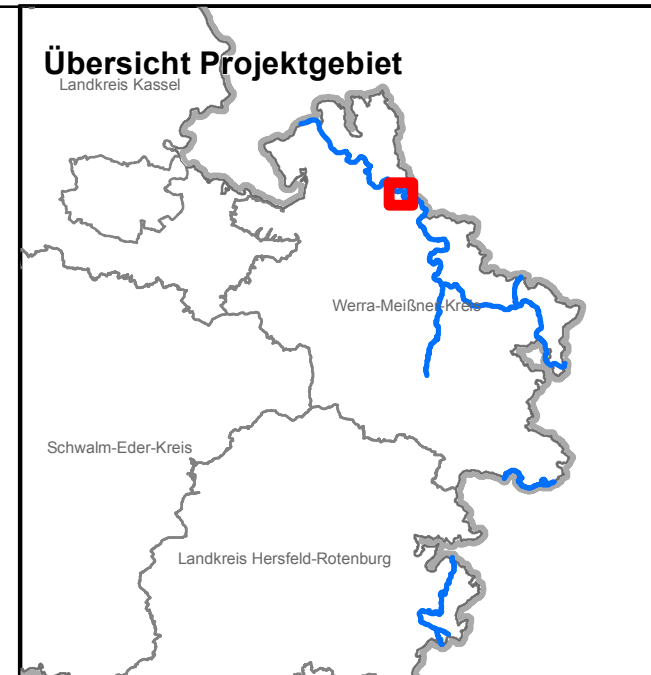 Übersicht Projektgebiet
Landkreis Kassel
Werra-Meißner-Kreis
Schwalm-Eder-Kreis
Landkreis Hersfeld-Rotenburg